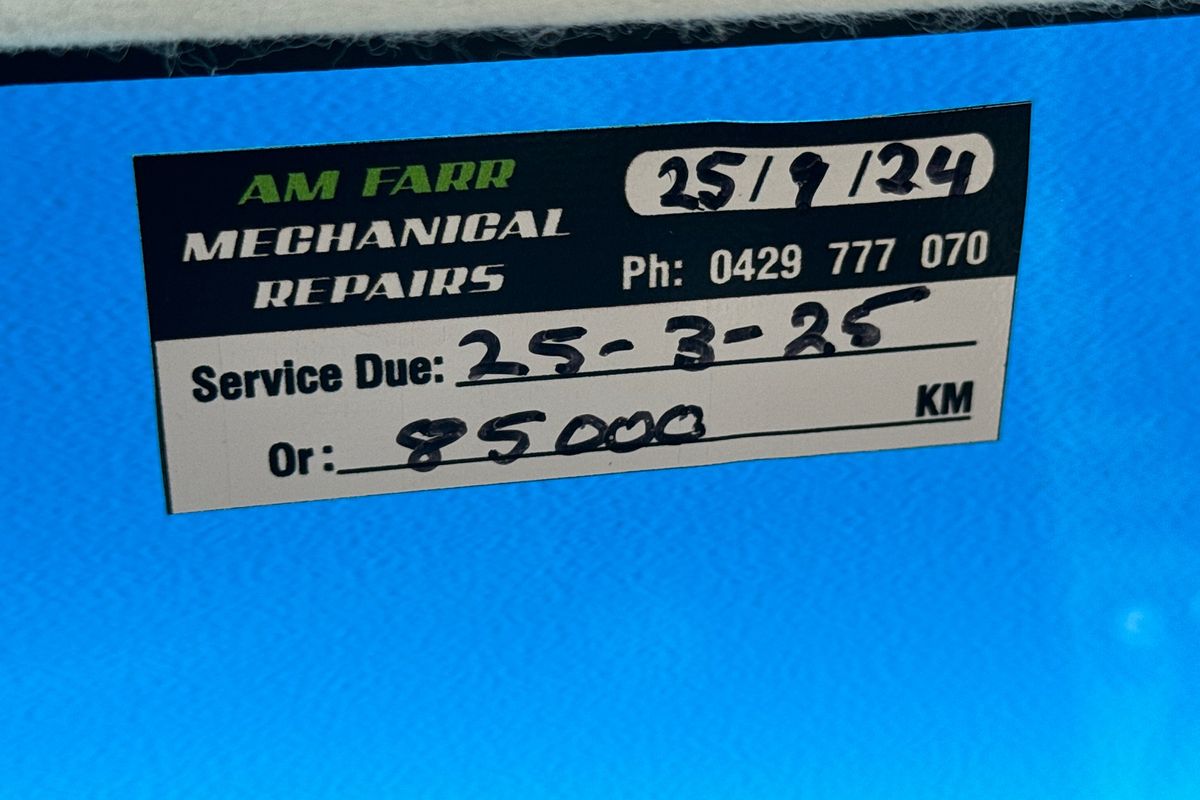 AM FARR
MECHANICAL
REPAIRS
25/9/24
Ph: 0429 777 070
Service Due: 25-3-25
Or: 85000 KM